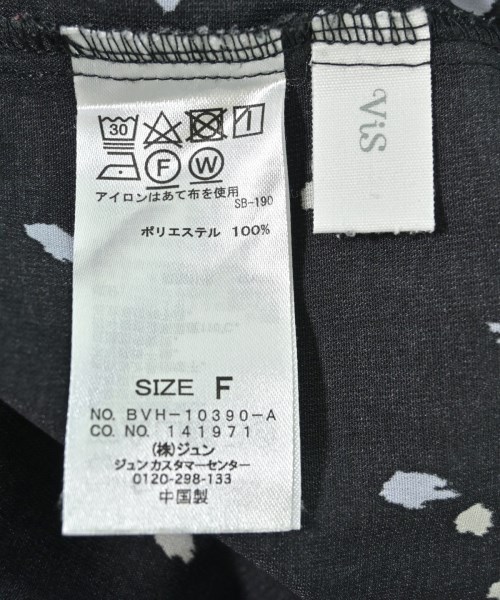 ViS
30
F W
アイロンはあて布を使用
SB-190
ポリエステル 100%
SIZE F
NO. BVH-10390-A
CO. NO. 141971
(株)ジュン
ジュンカスタマーセンター
0120-298-133
中国製